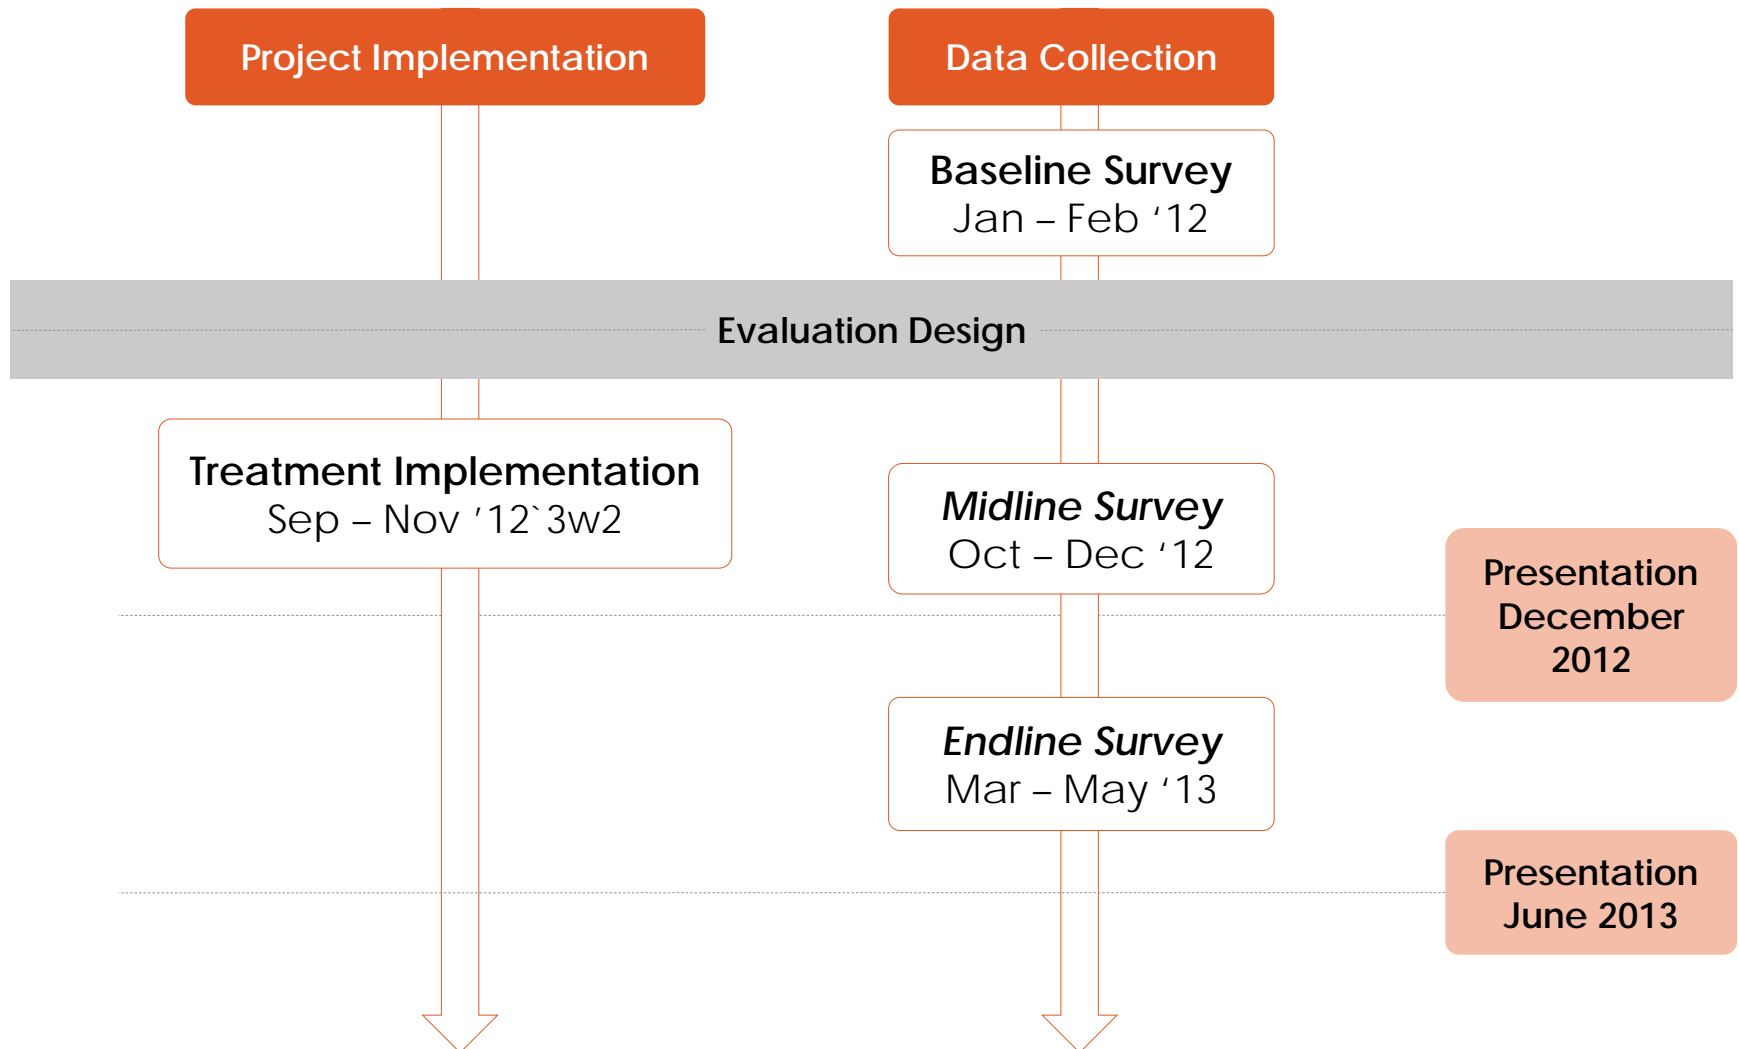 Project Implementation
Data Collection
Baseline Survey
Jan – Feb ‘12
Evaluation Design
Treatment Implementation
Sep – Nov ’12`3w2
Midline Survey
Oct – Dec ‘12
Presentation
December
2012
Endline Survey
Mar – May ‘13
Presentation
June 2013